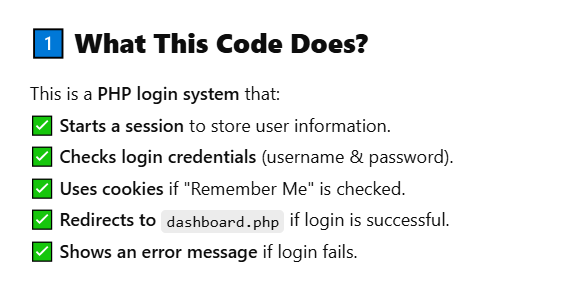 1 What This Code Does?
This is a PHP login system that:
✅ Starts a session to store user information.
✅ Checks login credentials (username & password).
✅ Uses cookies if "Remember Me" is checked.
✅ Redirects to dashboard.php if login is successful.
✅ Shows an error message if login fails.